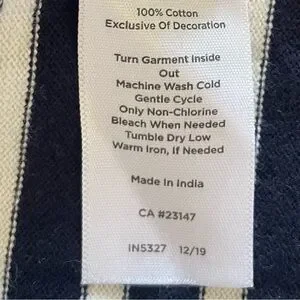 100% Cotton
Exclusive Of Decoration
Turn Garment Inside
Out
Machine Wash Cold
Gentle Cycle
Only Non-Chlorine
Bleach When Needed
Tumble Dry Low
Warm Iron, If Needed
Made In India
CA #23147
IN5327 12/19